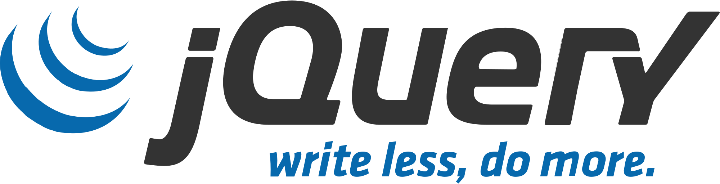 jQuery
write less, do more.